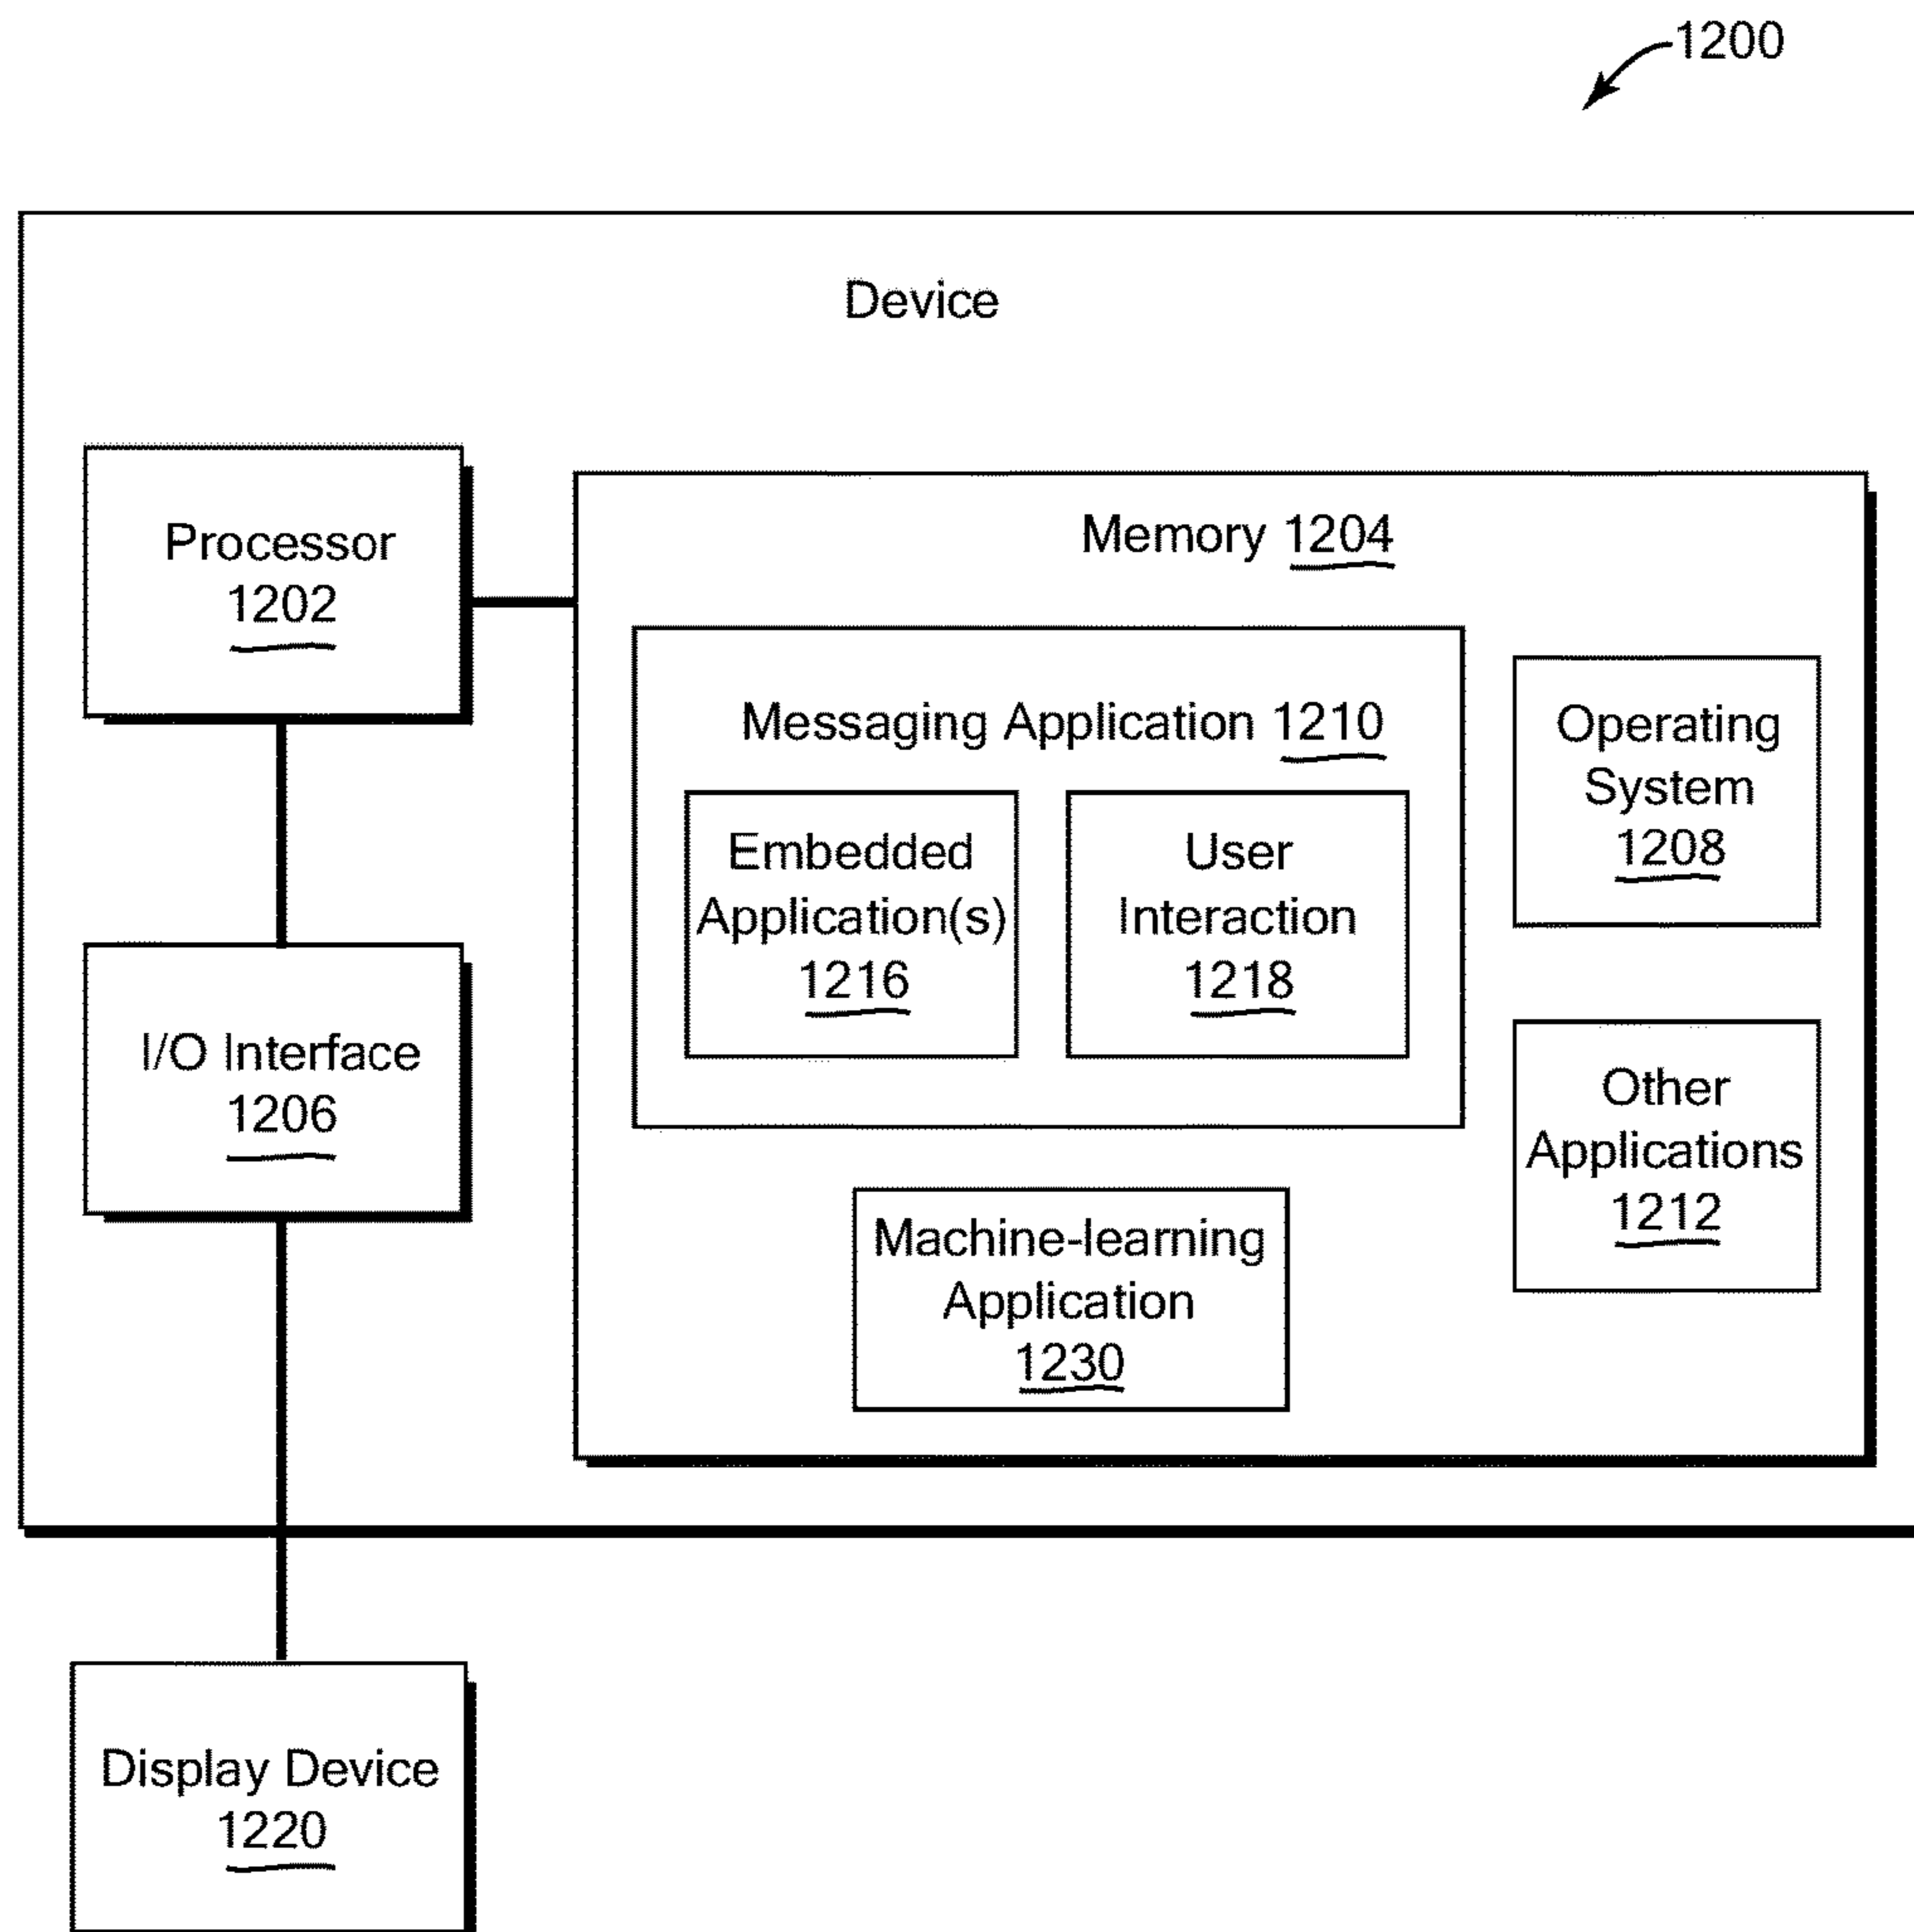 1200
Device
Processor
1202
Memory 1204
Messaging Application 1210
Embedded
Application(s)
1216
User
Interaction
1218
Operating
System
1208
I/O Interface
1206
Other
Applications
1212
Machine-learning
Application
1230
Display Device
1220